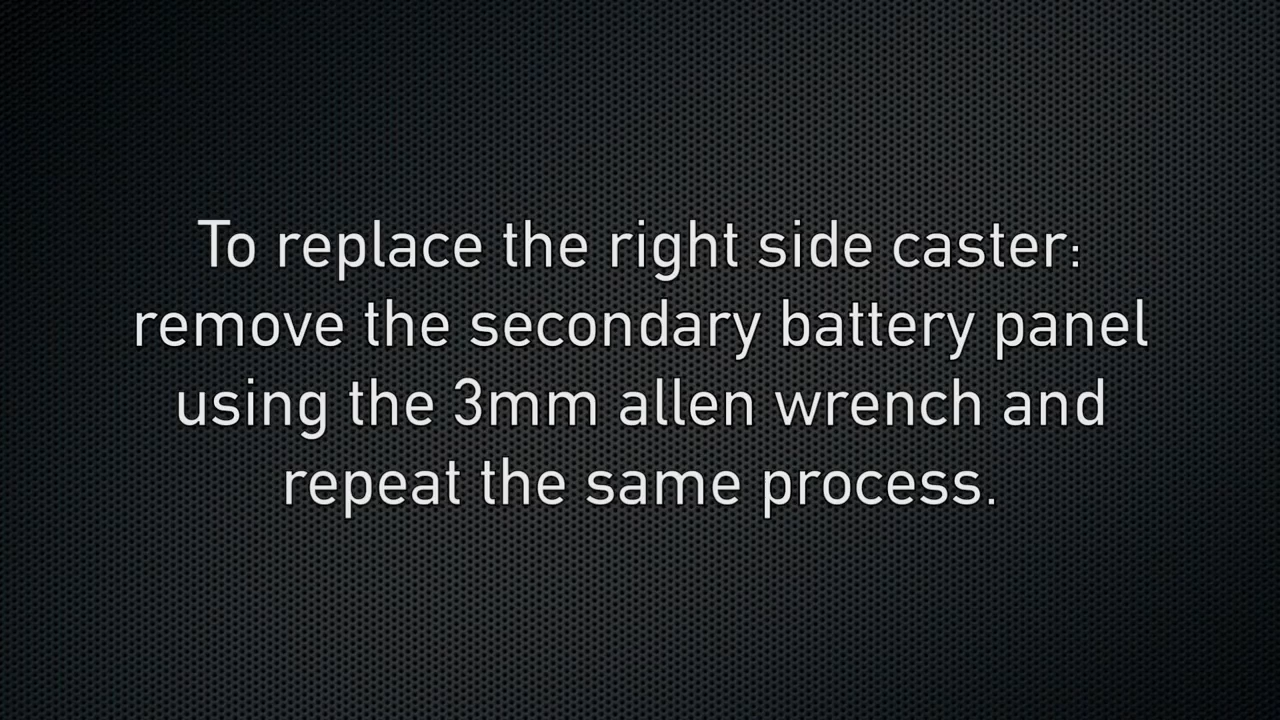 To replace the right side caster:
remove the secondary battery panel
using the 3mm allen wrench and
repeat the same process.